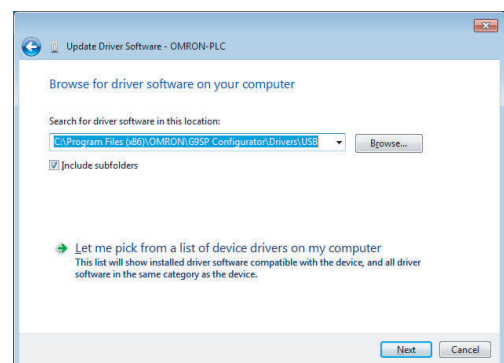 Update Driver Software - OMRON-PLC
Browse for driver software on your computer
Search for driver software in this location:
C:\Program Files (x86)\OMRON\G9SP Configurator\Drivers\USB
Browse...
Include subfolders
Let me pick from a list of device drivers on my computer
This list will show installed driver software compatible with the device, and all driver
software in the same category as the device.
Next Cancel